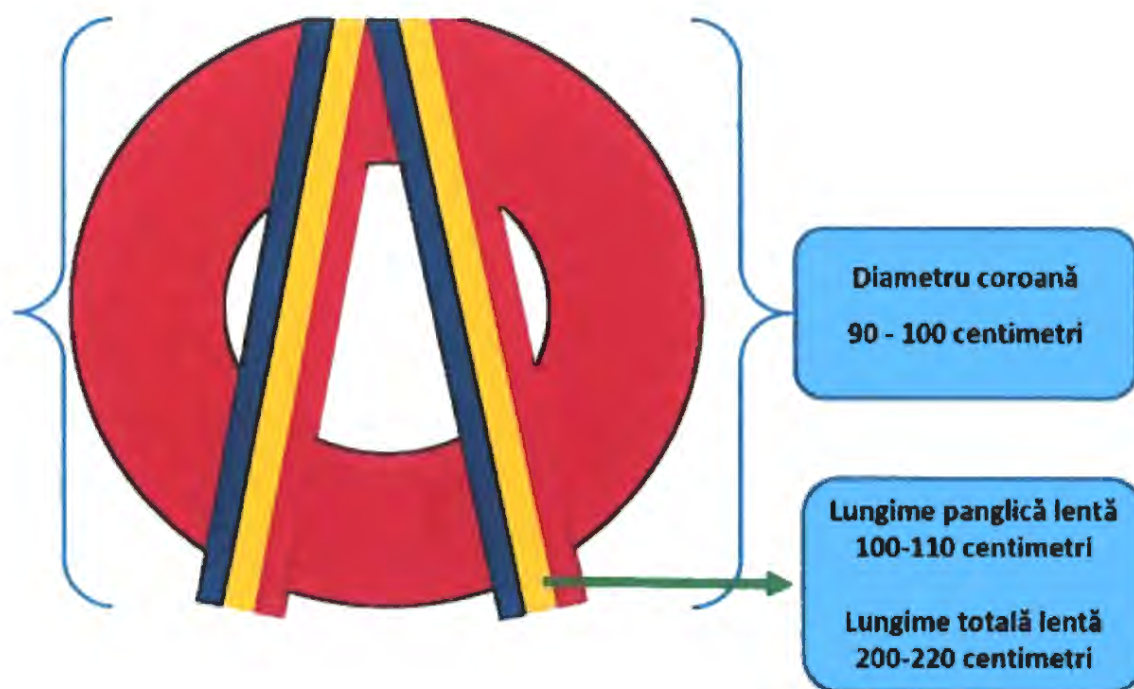 Diametru coroană
90 - 100 centimetri
Lungime panglică lentă
100-110 centimetri
Lungime totală lentă
200-220 centimetri